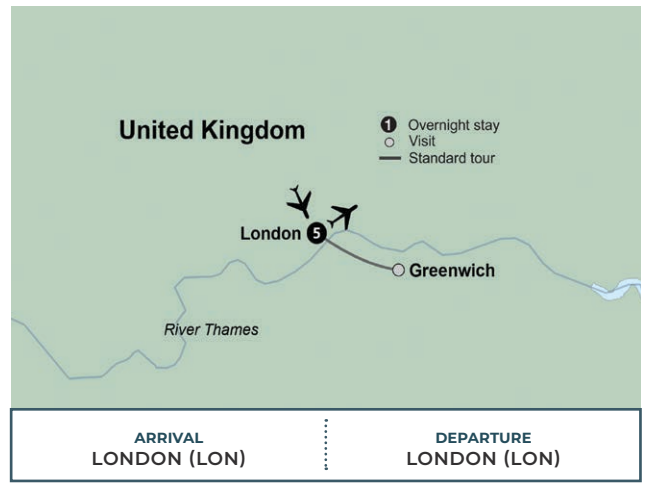 United Kingdom
1 Overnight stay
Visit
Standard tour
London 5
Greenwich
River Thames
ARRIVAL
LONDON (LON)
DEPARTURE
LONDON (LON)